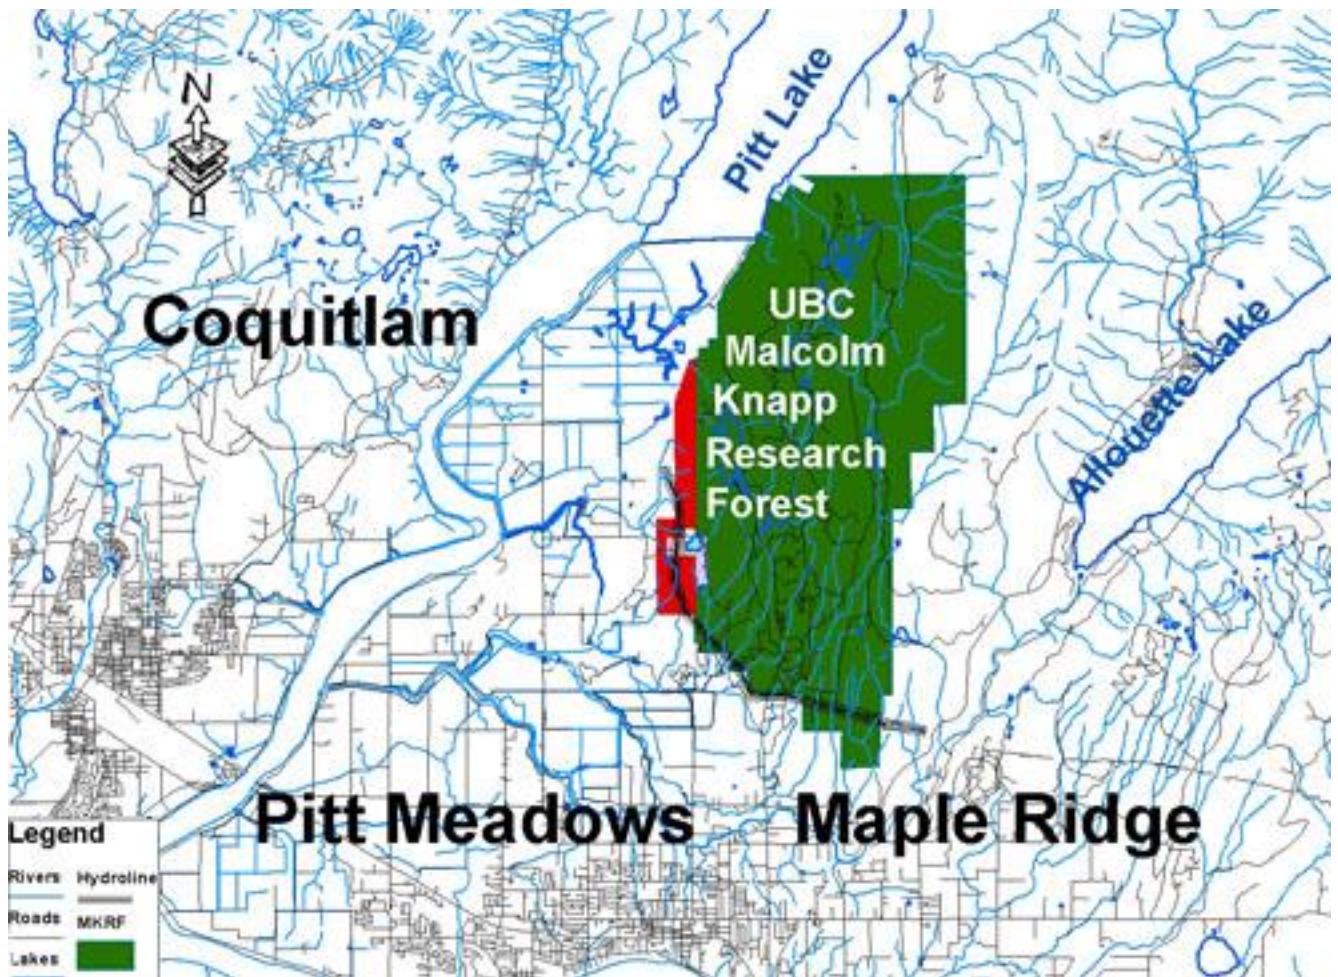 N
Pitt Lake
UBC
Malcolm
Knapp
Research
Forest
Coquitlam
Allouette Lake
Pitt Meadows
Maple Ridge
Legend
Rivers Hydroline
Roads MKRF
Lakes